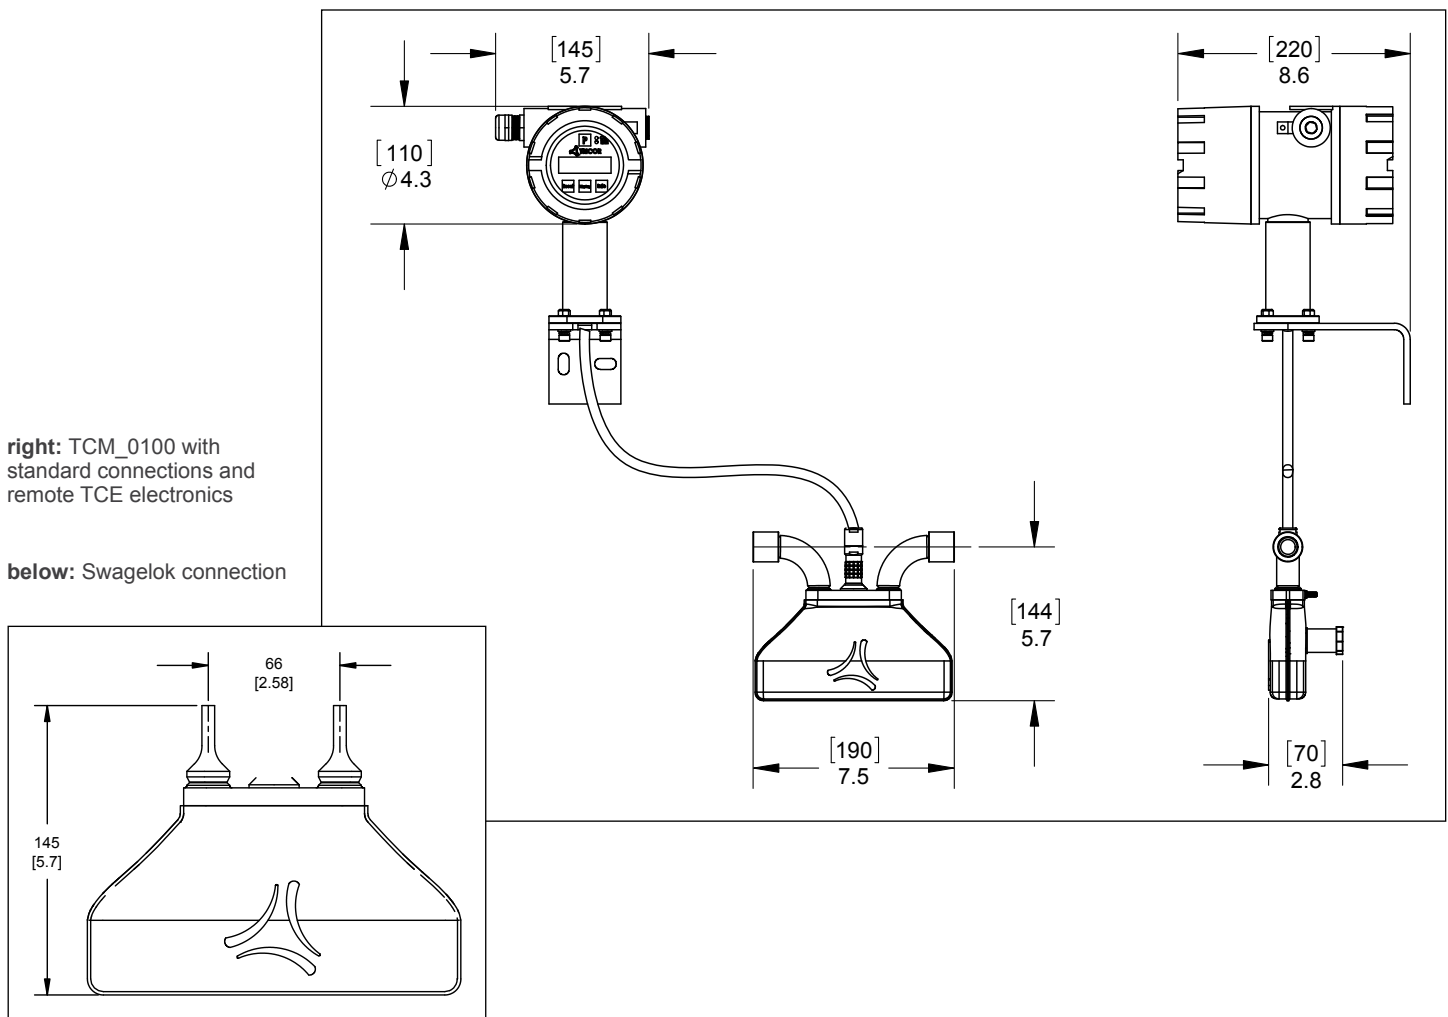 [145]
5.7
[220]
8.6
[110]
Ø4.3
P
right: TCM_0100 with
standard connections and
remote TCE electronics
below: Swagelok connection
[144]
5.7
[190]
7.5
[70]
2.8
66
[2.58]
145
[5.7]